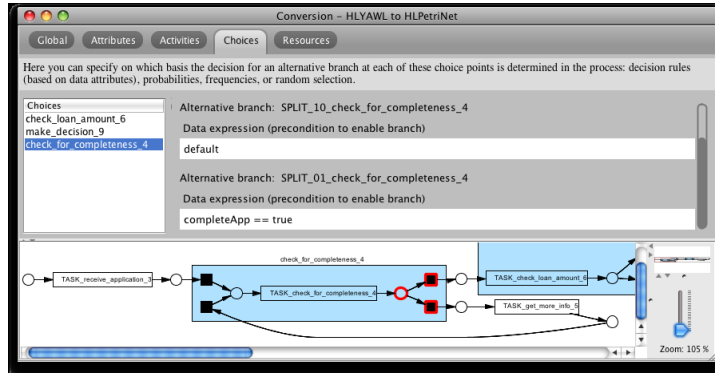 Conversion - HLYAWL to HLPetriNet
Global Attributes Activities Choices Resources
Here you can specify on which basis the decision for an alternative branch at each of these choice points is determined in the process: decision rules
(based on data attributes), probabilities, frequencies, or random selection.
Choices
check_loan_amount_6
make_decision_9
check_for_completeness_4
Alternative branch: SPLIT_10_check_for_completeness_4
Data expression (precondition to enable branch)
default
Alternative branch: SPLIT_01_check_for_completeness_4
Data expression (precondition to enable branch)
completeApp == true
check_for_completeness_4
TASK_receive_application_3
TASK_check_for_completeness_4
TASK_check_loan_amount_6
TASK_get_more_info_5
Zoom: 105 %